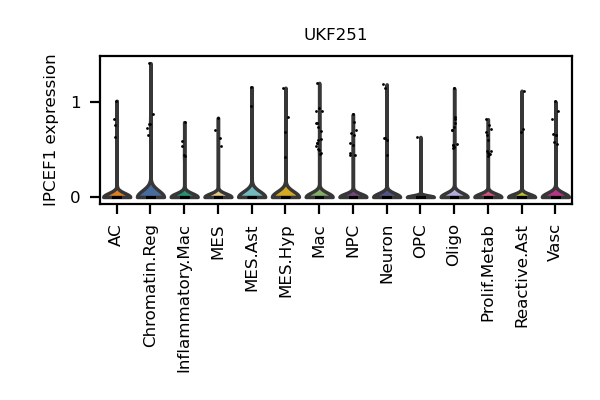 UKF251
IPCEF1 expression
1
0
AC
Chromatin.Reg
Inflammatory.Mac
MES
MES.Ast
MES.Hyp
Mac
NPC
Neuron
OPC
Oligo
Prolif.Metab
Reactive.Ast
Vasc